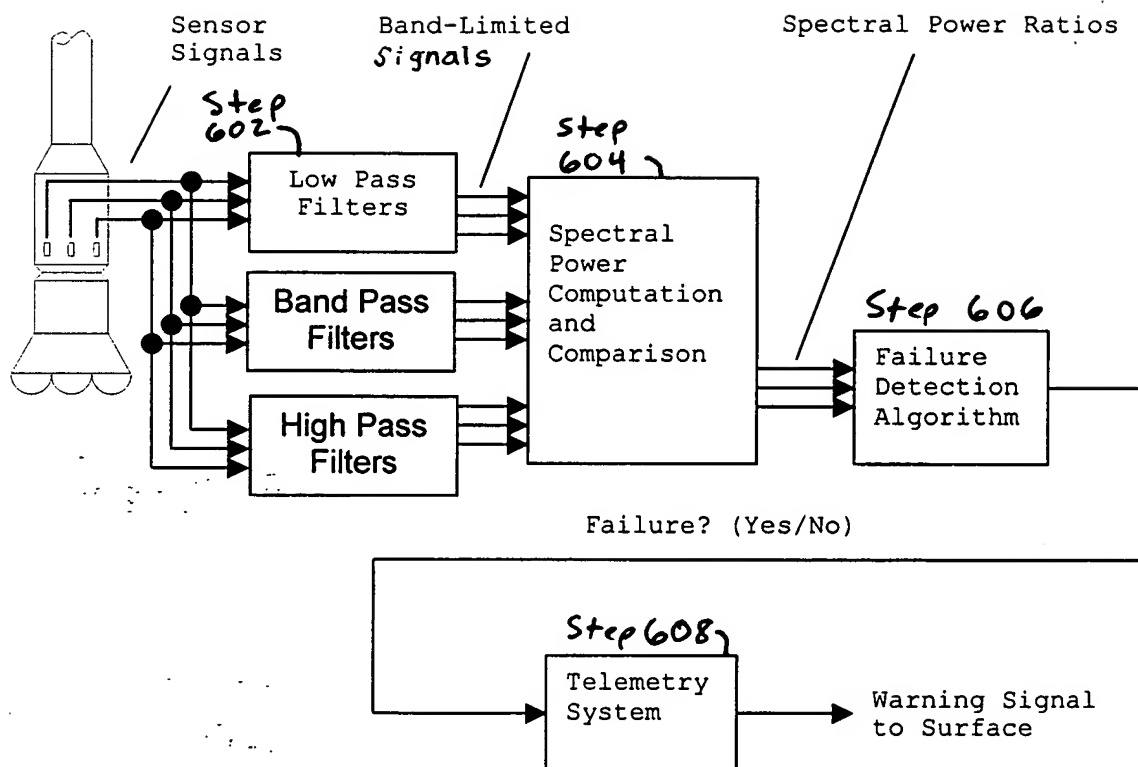 Sensor
Signals
Band-Limited
Signals
Spectral Power Ratios
Step
602
Low Pass
Filters
Step
604
Spectral
Power
Computation
and
Comparison
Band Pass
Filters
High Pass
Filters
Step 606
Failure
Detection
Algorithm
Failure? (Yes/No)
Step 608
Telemetry
System
Warning Signal
to Surface